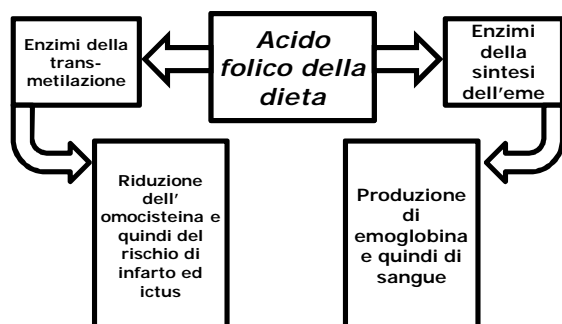 Enzimi della
trans-
metilazione
Acido
folico della
dieta
Enzimi
della
sintesi
dell'eme
Riduzione
dell'
omocisteina e
quindi del
rischio di
infarto ed
ictus
Produzione
di
emoglobina
e quindi di
sangue